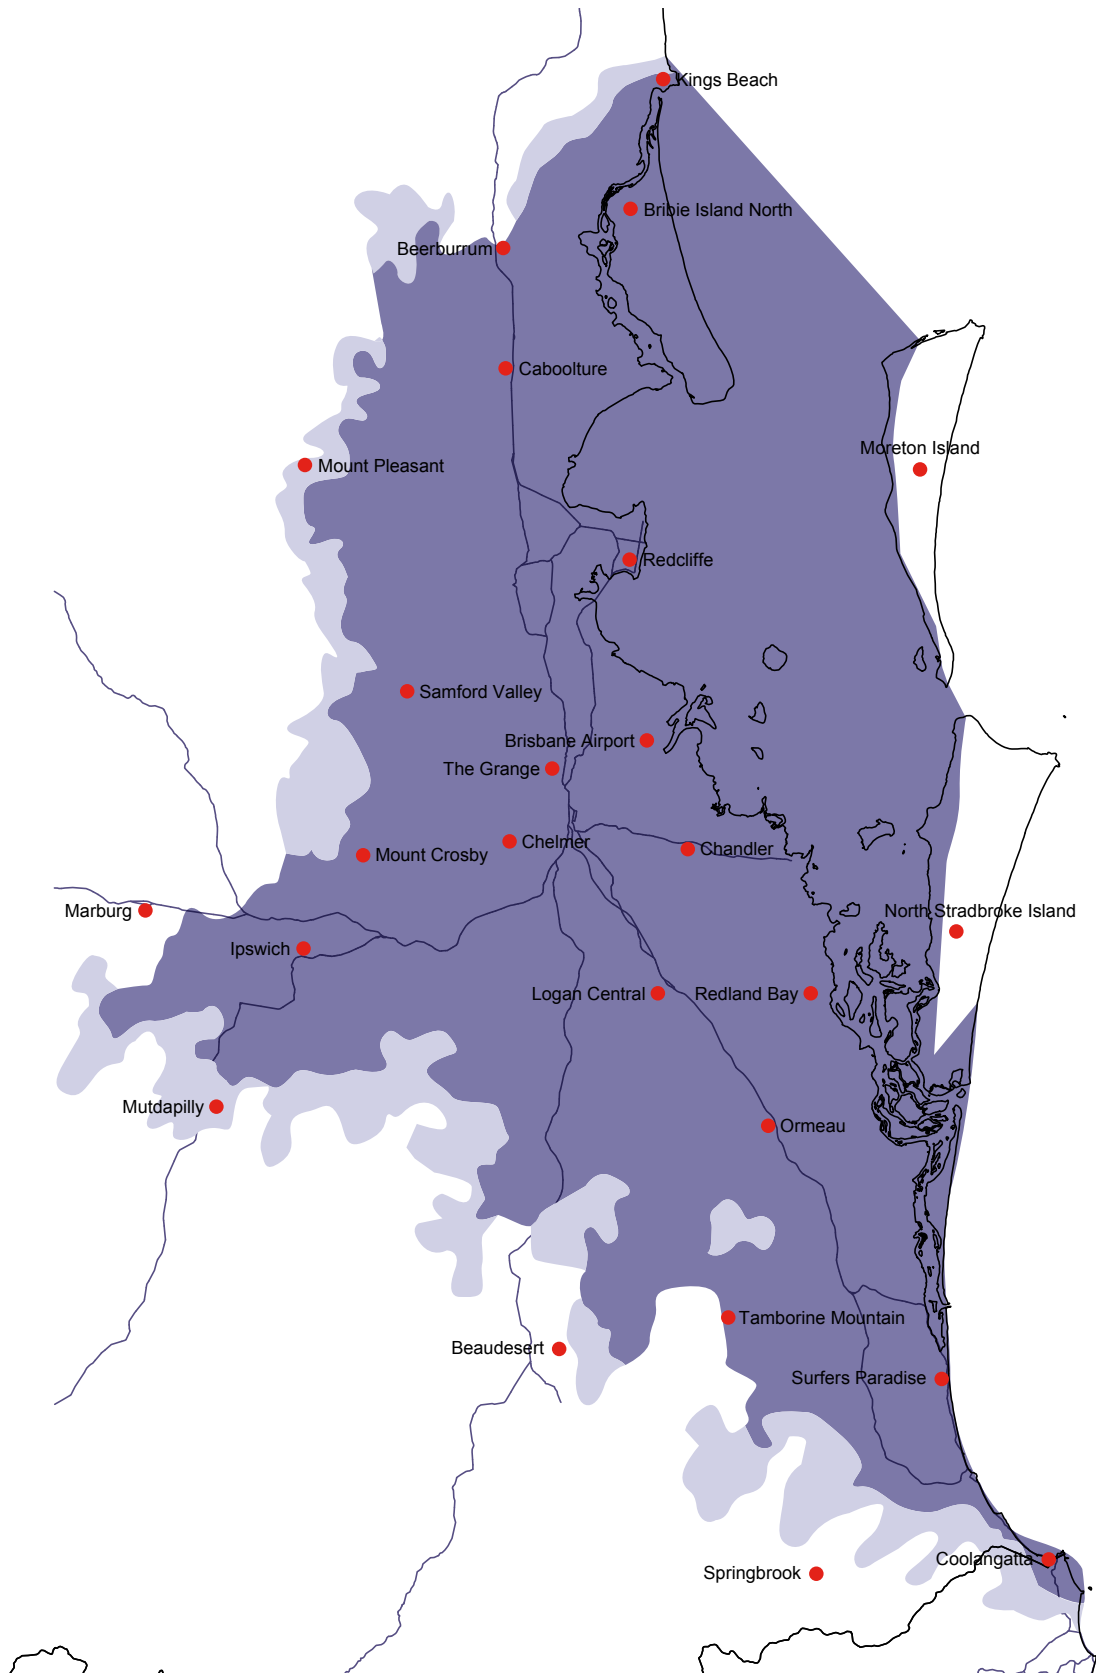 Kings Beach
Bribie Island North
Beerburrum
Caboolture
Moreton Island
Mount Pleasant
Redcliffe
Samford Valley
Brisbane Airport
The Grange
Chelmer
Chandler
Mount Crosby
Marburg
North Stradbroke Island
Ipswich
Logan Central
Redland Bay
Mutdapilly
Ormeau
Tamborine Mountain
Beaudesert
Surfers Paradise
Coolangatta
Springbrook